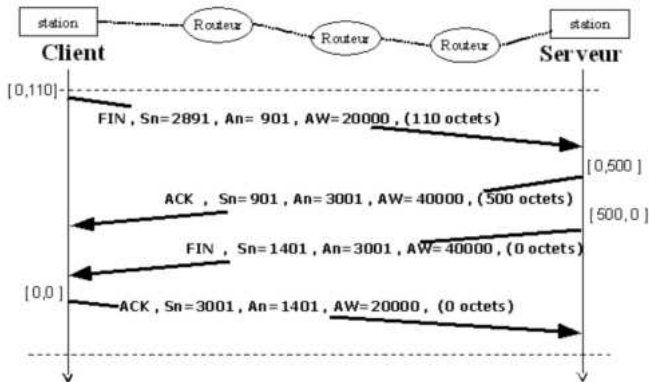 station
Routeur
Routeur
Routeur
station
Client
Serveur
[0,110]
FIN , Sn=2891 , An= 901 , AW=20000 , (110 octets)
[0,500 ]
ACK , Sn=901 , An=3001 , AW=40000 , (500 octets)
[500,0 ]
FIN , Sn=1401 , An=3001 , AW=40000 , (0 octets)
[ 0,0 ]
ACK , Sn=3001 , An=1401 , AW=20000 , (0 octets)